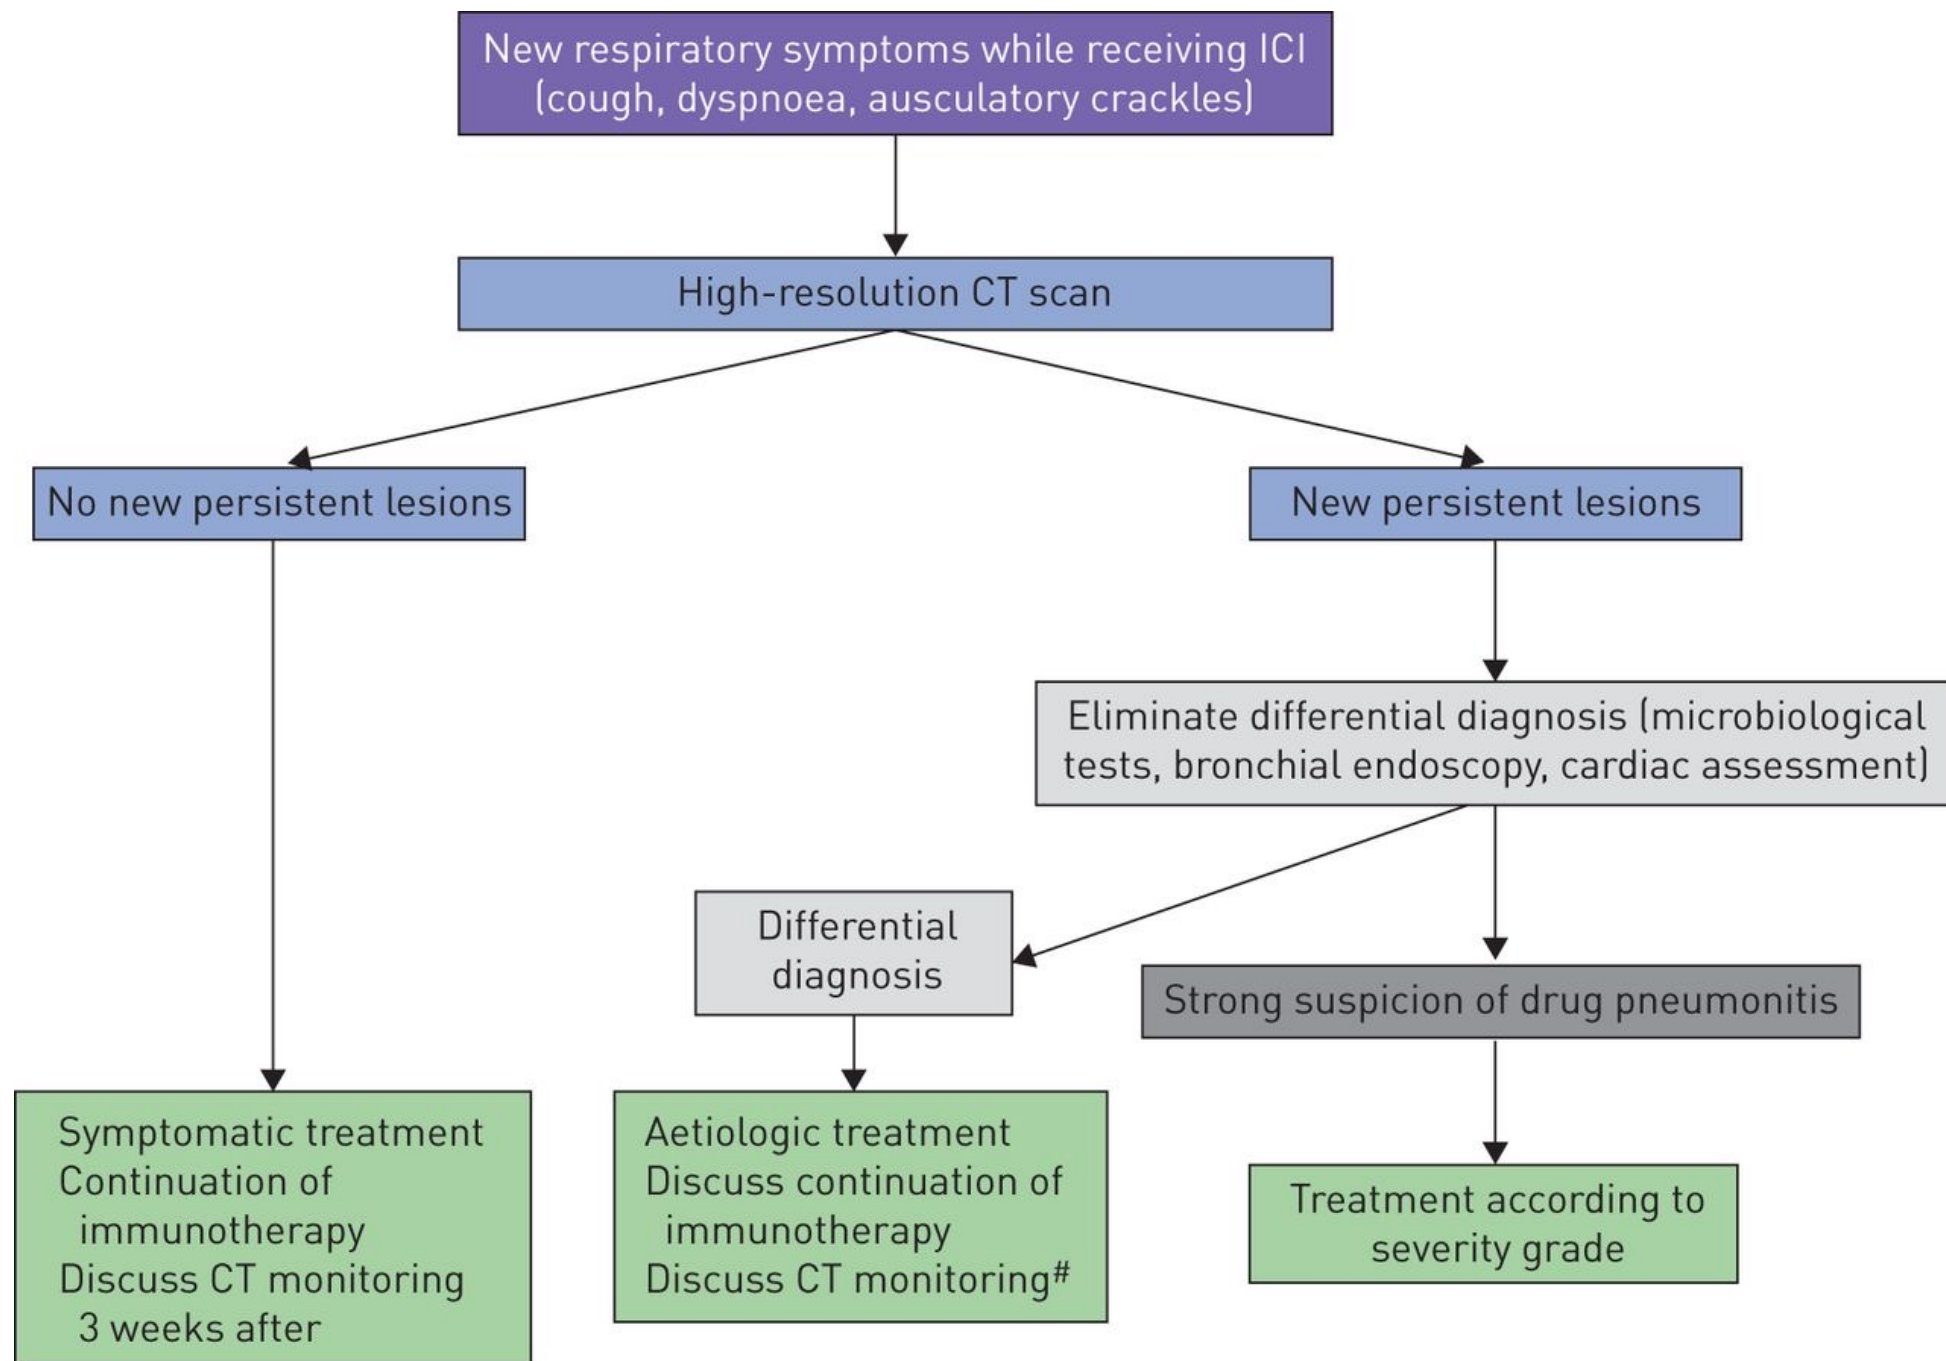 New respiratory symptoms while receiving ICI
(cough, dyspnoea, ausculatory crackles)
High-resolution CT scan
No new persistent lesions
New persistent lesions
Eliminate differential diagnosis (microbiological
tests, bronchial endoscopy, cardiac assessment)
Differential
diagnosis
Strong suspicion of drug pneumonitis
Symptomatic treatment
Continuation of
immunotherapy
Discuss CT monitoring
3 weeks after
Aetiologic treatment
Discuss continuation of
immunotherapy
Discuss CT monitoring#
Treatment according to
severity grade